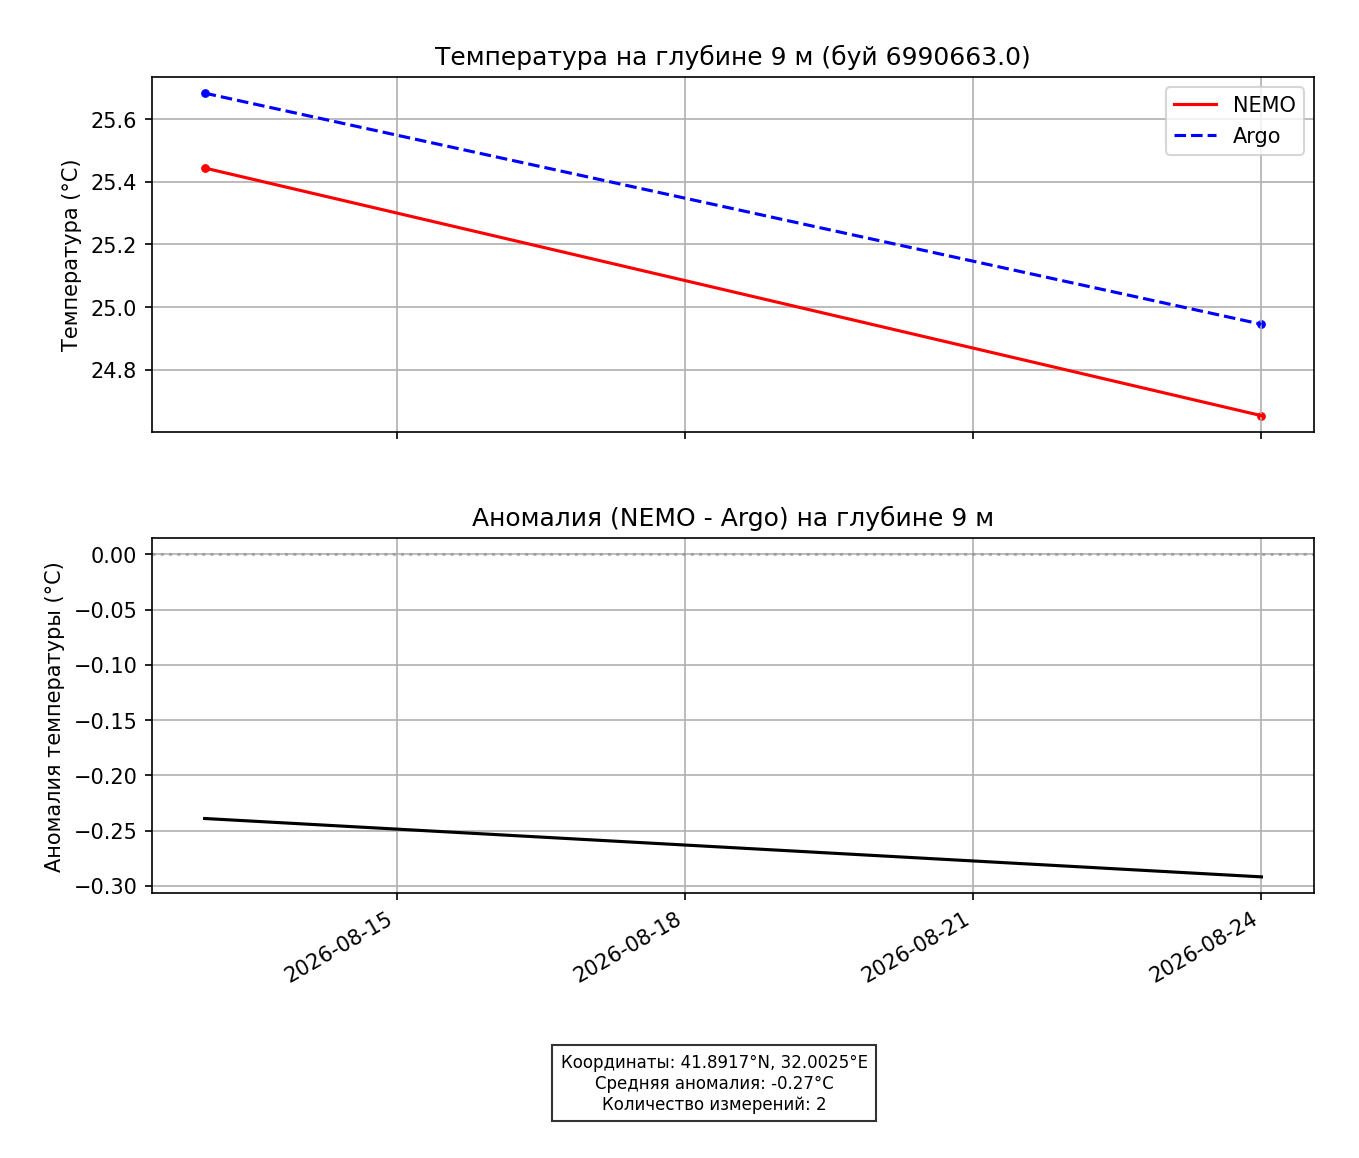 Температура на глубине 9 м (буй 6990663.0)
Температура (°C)
25.6
25.4
25.2
25.0
24.8
NEMO
Argo
Аномалия (NEMO - Argo) на глубине 9 м
Аномалия температуры (°C)
0.00
−0.05
−0.10
−0.15
−0.20
−0.25
−0.30
2026-08-15
2026-08-18
2026-08-21
2026-08-24
Координаты: 41.8917°N, 32.0025°E
Средняя аномалия: -0.27°C
Количество измерений: 2